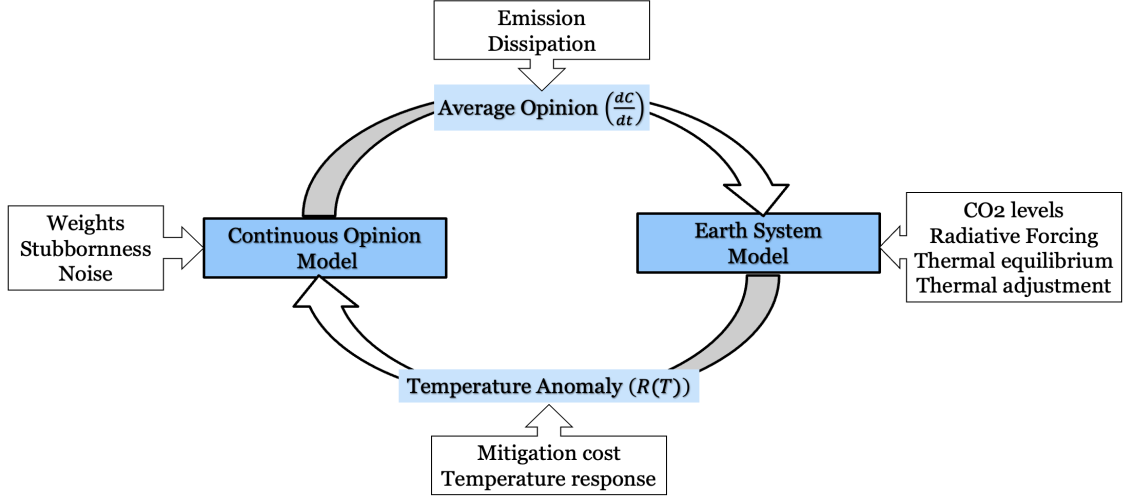 Emission
Dissipation
Average Opinion (dC/dt)
Weights
Stubbornness
Noise
Continuous Opinion
Model
Earth System
Model
CO2 levels
Radiative Forcing
Thermal equilibrium
Thermal adjustment
Temperature Anomaly (R(T))
Mitigation cost
Temperature response